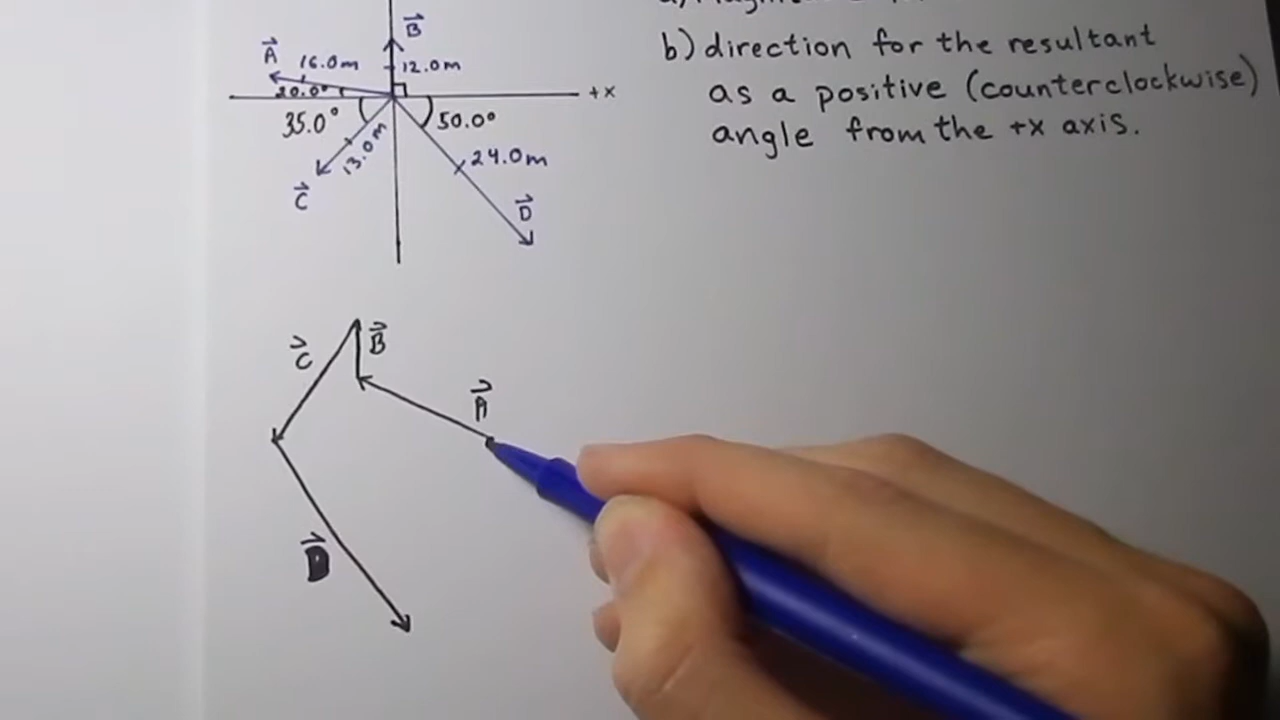 b) direction for the resultant
as a positive (counterclockwise)
angle from the +x axis.
B
A
16.0m
12.0m
20.0°
+x
35.0°
50.0°
13.0m
24.0m
C
D
B
C
A
D